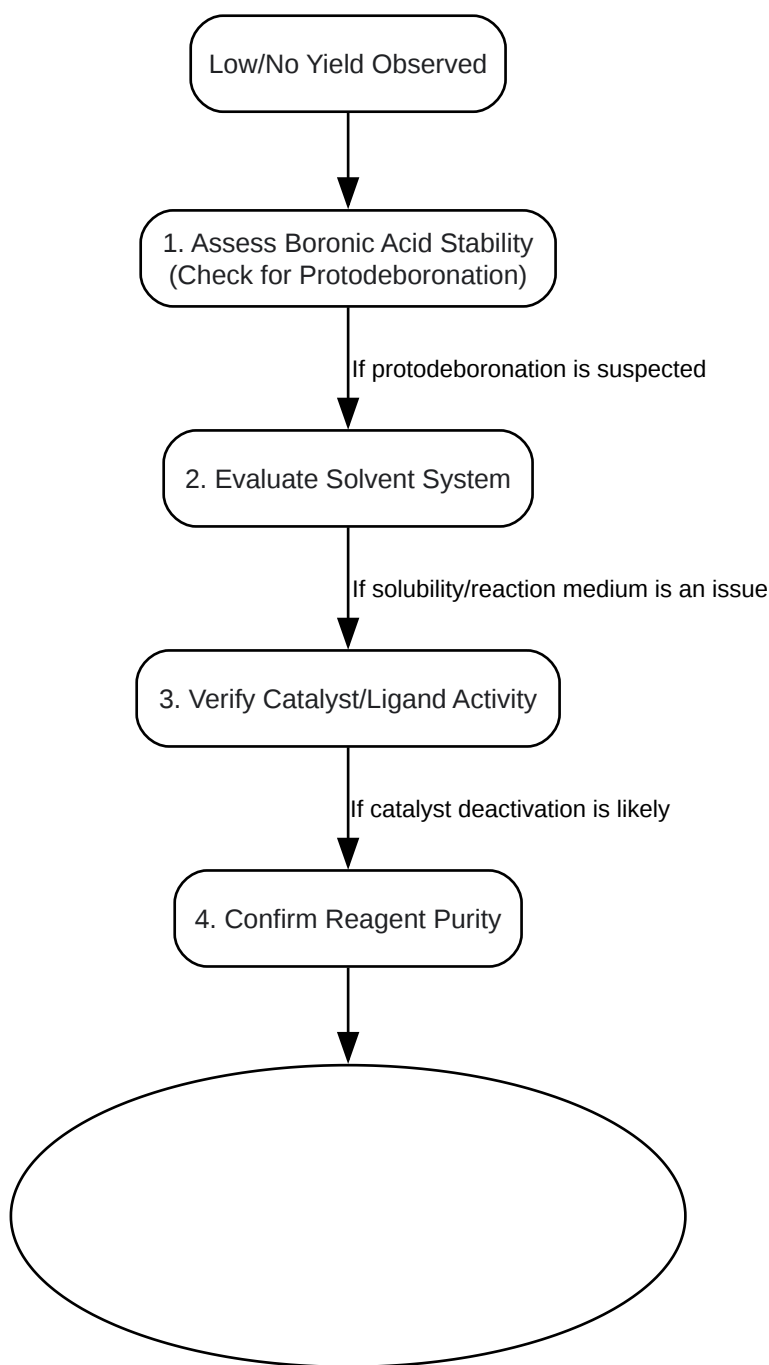 Low/No Yield Observed
1. Assess Boronic Acid Stability
(Check for Protodeboronation)
If protodeboronation is suspected
2. Evaluate Solvent System
If solubility/reaction medium is an issue
3. Verify Catalyst/Ligand Activity
If catalyst deactivation is likely
4. Confirm Reagent Purity